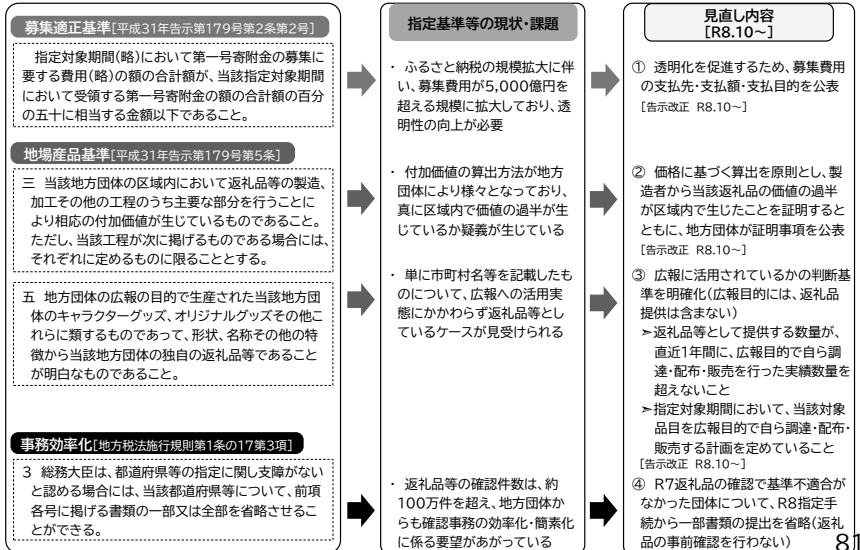 募集適正基準[平成31年告示第179号第2条第2号]
指定対象期間(略)において第一号寄附金の募集に
要する費用(略)の額の合計額が、当該指定対象期間
において受領する第一号寄附金の額の合計額の百分
の五十に相当する金額以下であること。
地場産品基準[平成31年告示第179号第5条]
三 当該地方団体の区域内において返礼品等の製造、
加工その他の工程のうち主要な部分を行うことに
より相応の付加価値が生じているものであること。
ただし、当該工程が次に掲げるものである場合には、
それぞれに定めるものに限ることとする。
五 地方団体の広報の目的で生産された当該地方団
体のキャラクターグッズ、オリジナルグッズその他こ
れらに類するものであって、形状、名称その他の特
徴から当該地方団体の独自の返礼品等であること
が明白なものであること。
事務効率化[地方税法施行規則第1条の17第3項]
3 総務大臣は、都道府県等の指定に関し支障がない
と認める場合には、当該都道府県等について、前項
各号に掲げる書類の一部又は全部を省略させるこ
とができる。
指定基準等の現状・課題
・ ふるさと納税の規模拡大に伴
い、募集費用が5,000億円を
超える規模に拡大しており、透
明性の向上が必要
・ 付加価値の算出方法が地方
団体により様々となっており、
真に区域内で価値の過半が生
じているか疑義が生じている
・ 単に市町村名等を記載したも
のについて、広報への活用実
態にかかわらず返礼品等とし
ているケースが見受けられる
・ 返礼品等の確認件数は、約
100万件を超え、地方団体か
らも確認事務の効率化・簡素化
に係る要望があがっている
見直し内容
[R8.10~]
① 透明化を促進するため、募集費用
の支払先・支払額・支払目的を公表
[告示改正 R8.10~]
② 価格に基づく算出を原則とし、製
造者から当該返礼品の価値の過半
が区域内で生じたことを証明すると
ともに、地方団体が証明事項を公表
[告示改正 R8.10~]
③ 広報に活用されているかの判断基
準を明確化(広報目的には、返礼品
提供は含まない)
➣返礼品等として提供する数量が、
直近1年間に、広報目的で自ら調
達・配布・販売を行った実績数量を
超えないこと
➣指定対象期間において、当該対象
品目を広報目的で自ら調達・配布・
販売する計画を定めていること
[告示改正 R8.10~]
④ R7返礼品の確認で基準不適合が
なかった団体について、R8指定手
続から一部書類の提出を省略(返礼
品の事前確認を行わない)
81